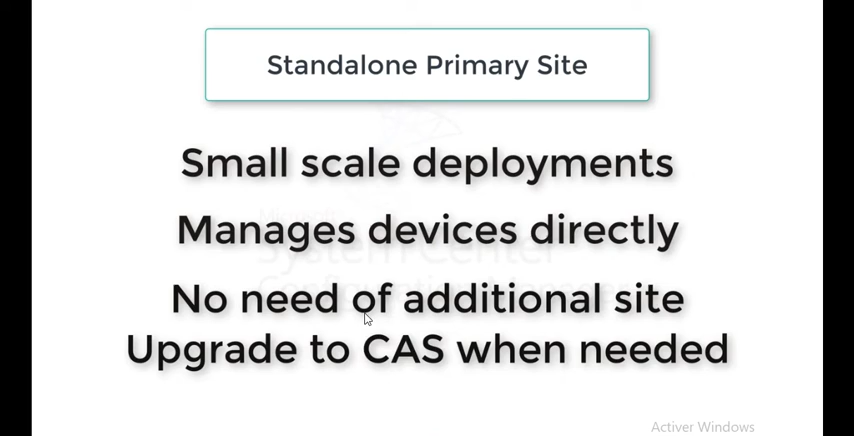 Standalone Primary Site
Small scale deployments
Manages devices directly
No need of additional site
Upgrade to CAS when needed
Activer Windows